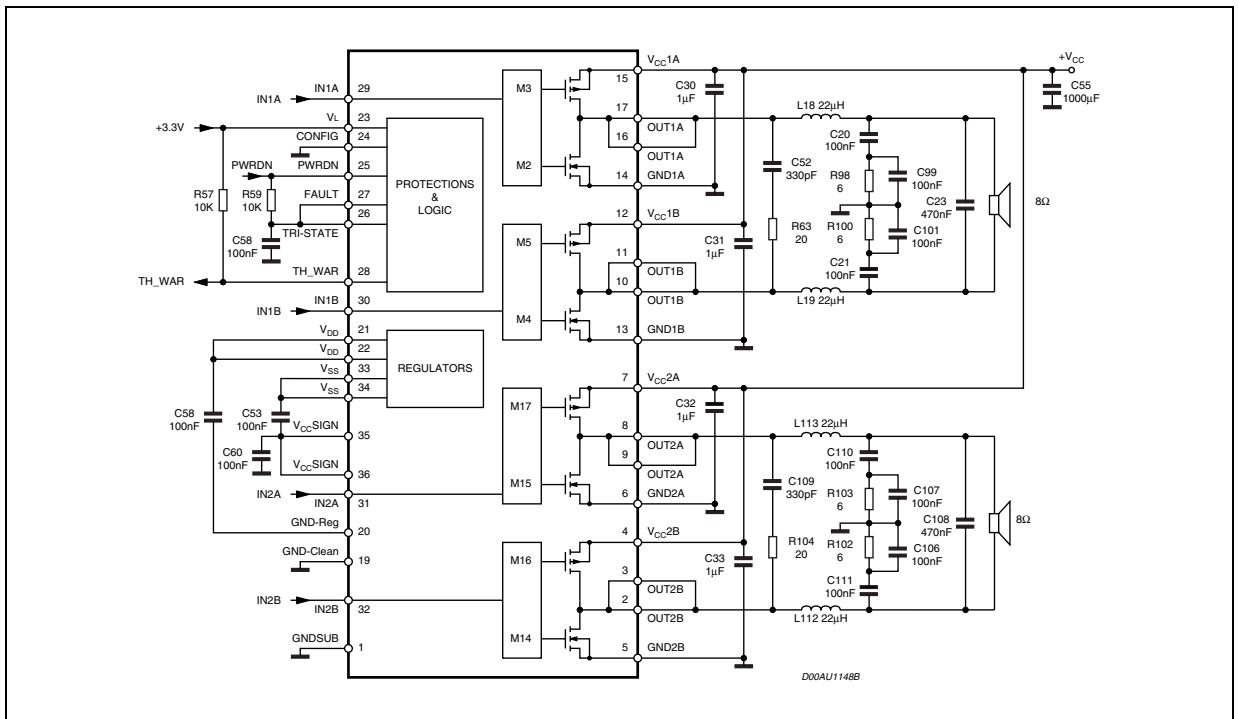 VCC1A
+VCC
15
C30
1µF
C55
1000µF
M3
IN1A
29
IN1A
17
L18 22µH
+3.3V
VL
23
OUT1A
C20
100nF
CONFIG
24
16
OUT1A
C52
330pF
M2
PWRDN
PWRDN
25
14
GND1A
R98
6
C99
100nF
R57
10K
R59
10K
FAULT
27
PROTECTIONS
&
LOGIC
C23
470nF
8Ω
26
12
VCC1B
TRI-STATE
C58
100nF
M5
R63
20
R100
6
C101
100nF
C31
1µF
11
OUT1B
C21
100nF
TH_WAR
TH_WAR
28
10
OUT1B
L19 22µH
IN1B
30
M4
13
GND1B
VDD
21
VDD
22
REGULATORS
VSS
33
7
VCC2A
VSS
34
C58
100nF
C53
100nF
M17
C32
1µF
8
L113 22µH
VCCSIGN
35
OUT2A
C110
100nF
C60
100nF
9
OUT2A
VCCSIGN
36
C109
330pF
M15
IN2A
IN2A
31
6
GND2A
R103
6
C107
100nF
C108
470nF
8Ω
GND-Reg
20
4
VCC2B
GND-Clean
19
M16
R104
20
R102
6
C106
100nF
C33
1µF
3
OUT2B
C111
100nF
IN2B
IN2B
32
2
OUT2B
L112 22µH
GNDSUB
1
M14
5
GND2B
D00AU1148B